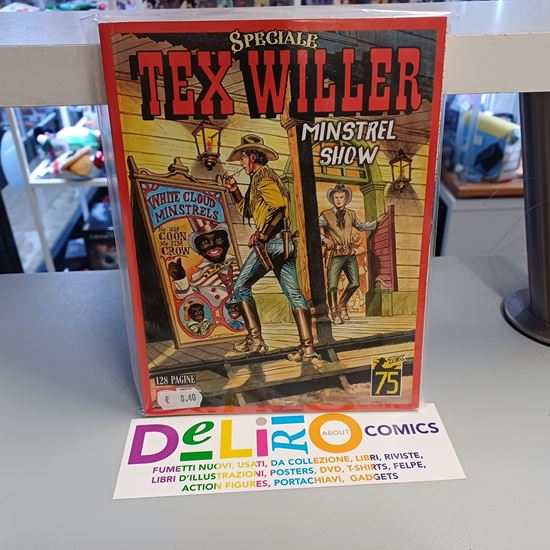 SPECIALE
TEX WILLER
MINSTREL
SHOW
WHITE CLOUD
MINSTRELS
Mr ZIP
COON
Mr JIM
CROW
128 PAGINE
€ 8,40
TEX
75
DeLiRiO
ABOUT
COMICS
FUMETTI NUOVI, USATI, DA COLLEZIONE, LIBRI, RIVISTE,
LIBRI D'ILLUSTRAZIONI, POSTERS, DVD, T-SHIRTS, FELPE,
ACTION FIGURES, PORTACHIAVI, GADGETS